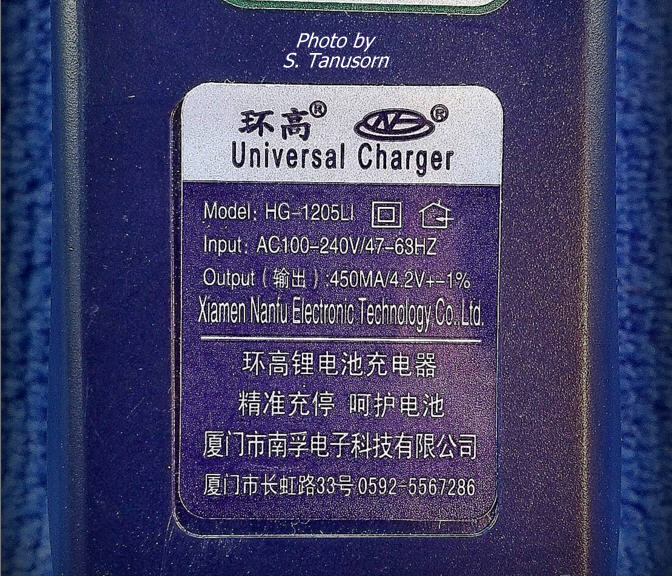 Photo by
S. Tanusorn
环高® NF ®
Universal Charger
Model: HG-1205LI
Input: AC100-240V/47-63HZ
Output (输出):450MA/4.2V+-1%
Xiamen Nanfu Electronic Technology Co.,Ltd.
环高锂电池充电器
精准充停 呵护电池
厦门市南孚电子科技有限公司
厦门市长虹路33号 0592-5567286